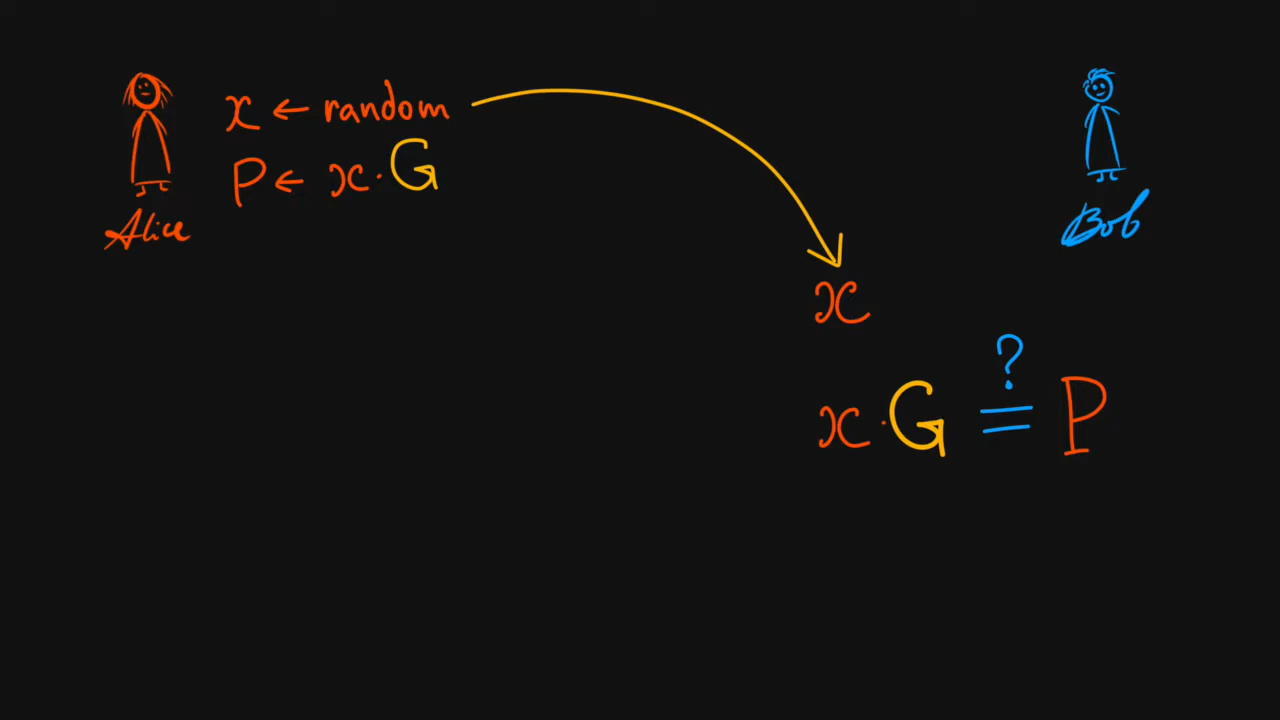 x ← random
P ← x · G
Alice
Bob
x
x · G ≟ P